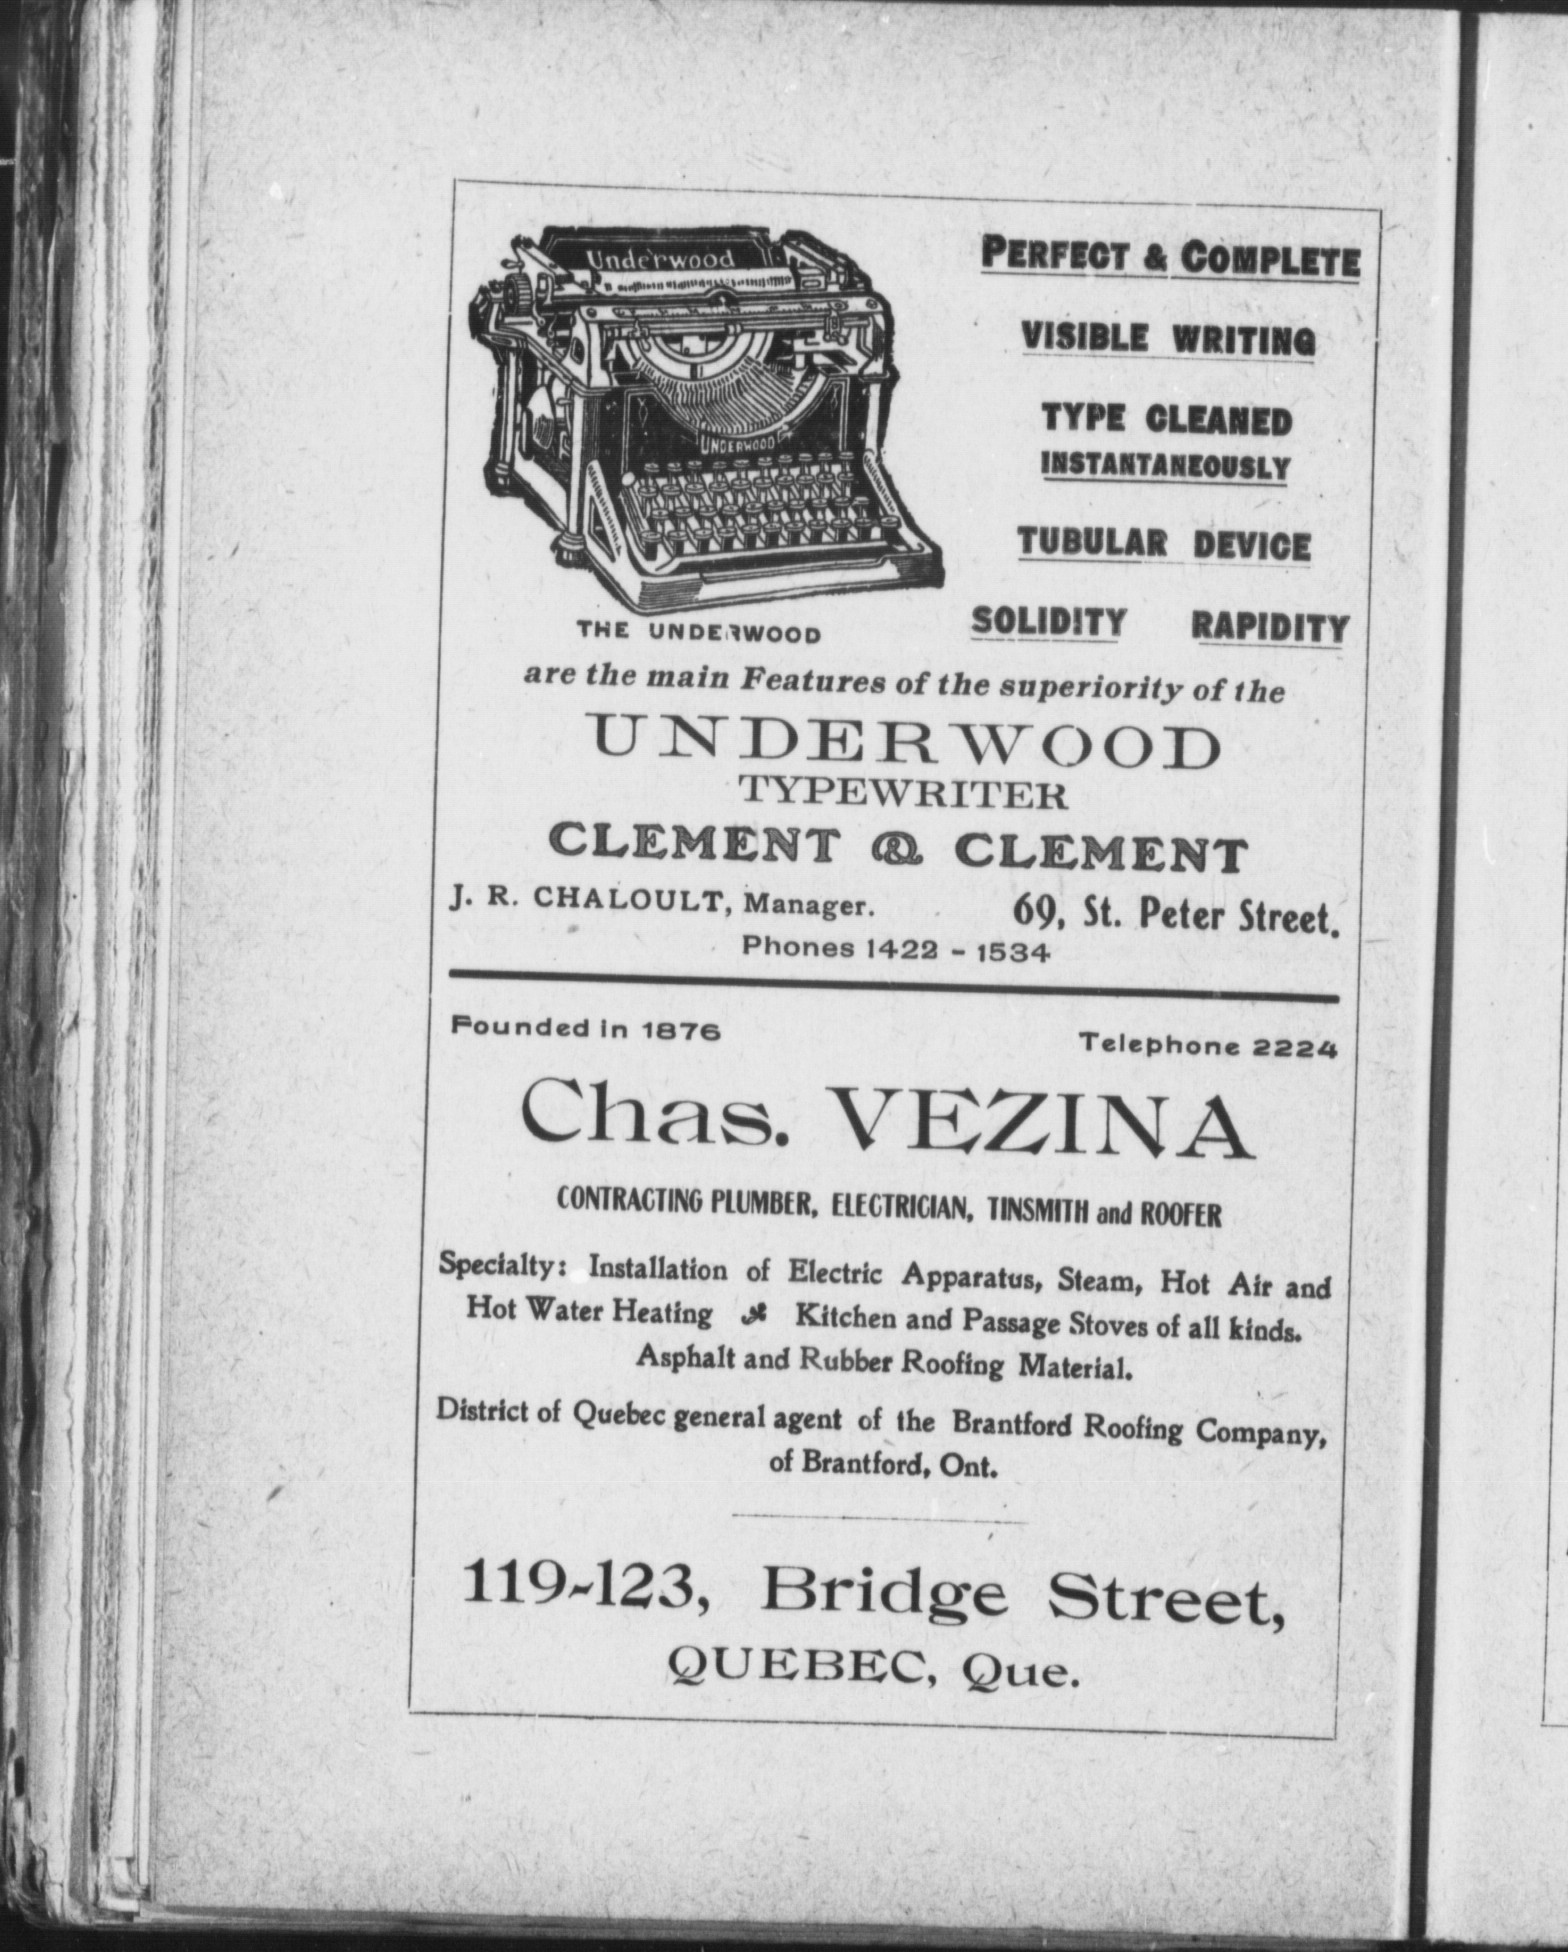 Underwood
UNDERWOOD
THE UNDERWOOD
PERFECT & COMPLETE
VISIBLE WRITING
TYPE CLEANED
INSTANTANEOUSLY
TUBULAR DEVICE
SOLIDITY RAPIDITY
are the main Features of the superiority of the
UNDERWOOD
TYPEWRITER
CLEMENT & CLEMENT
J. R. CHALOULT, Manager. 69, St. Peter Street.
Phones 1422 - 1534
Founded in 1876 Telephone 2224
Chas. VEZINA
CONTRACTING PLUMBER, ELECTRICIAN, TINSMITH and ROOFER
Specialty: Installation of Electric Apparatus, Steam, Hot Air and
Hot Water Heating Kitchen and Passage Stoves of all kinds.
Asphalt and Rubber Roofing Material.
District of Quebec general agent of the Brantford Roofing Company,
of Brantford, Ont.
119-123, Bridge Street,
QUEBEC, Que.